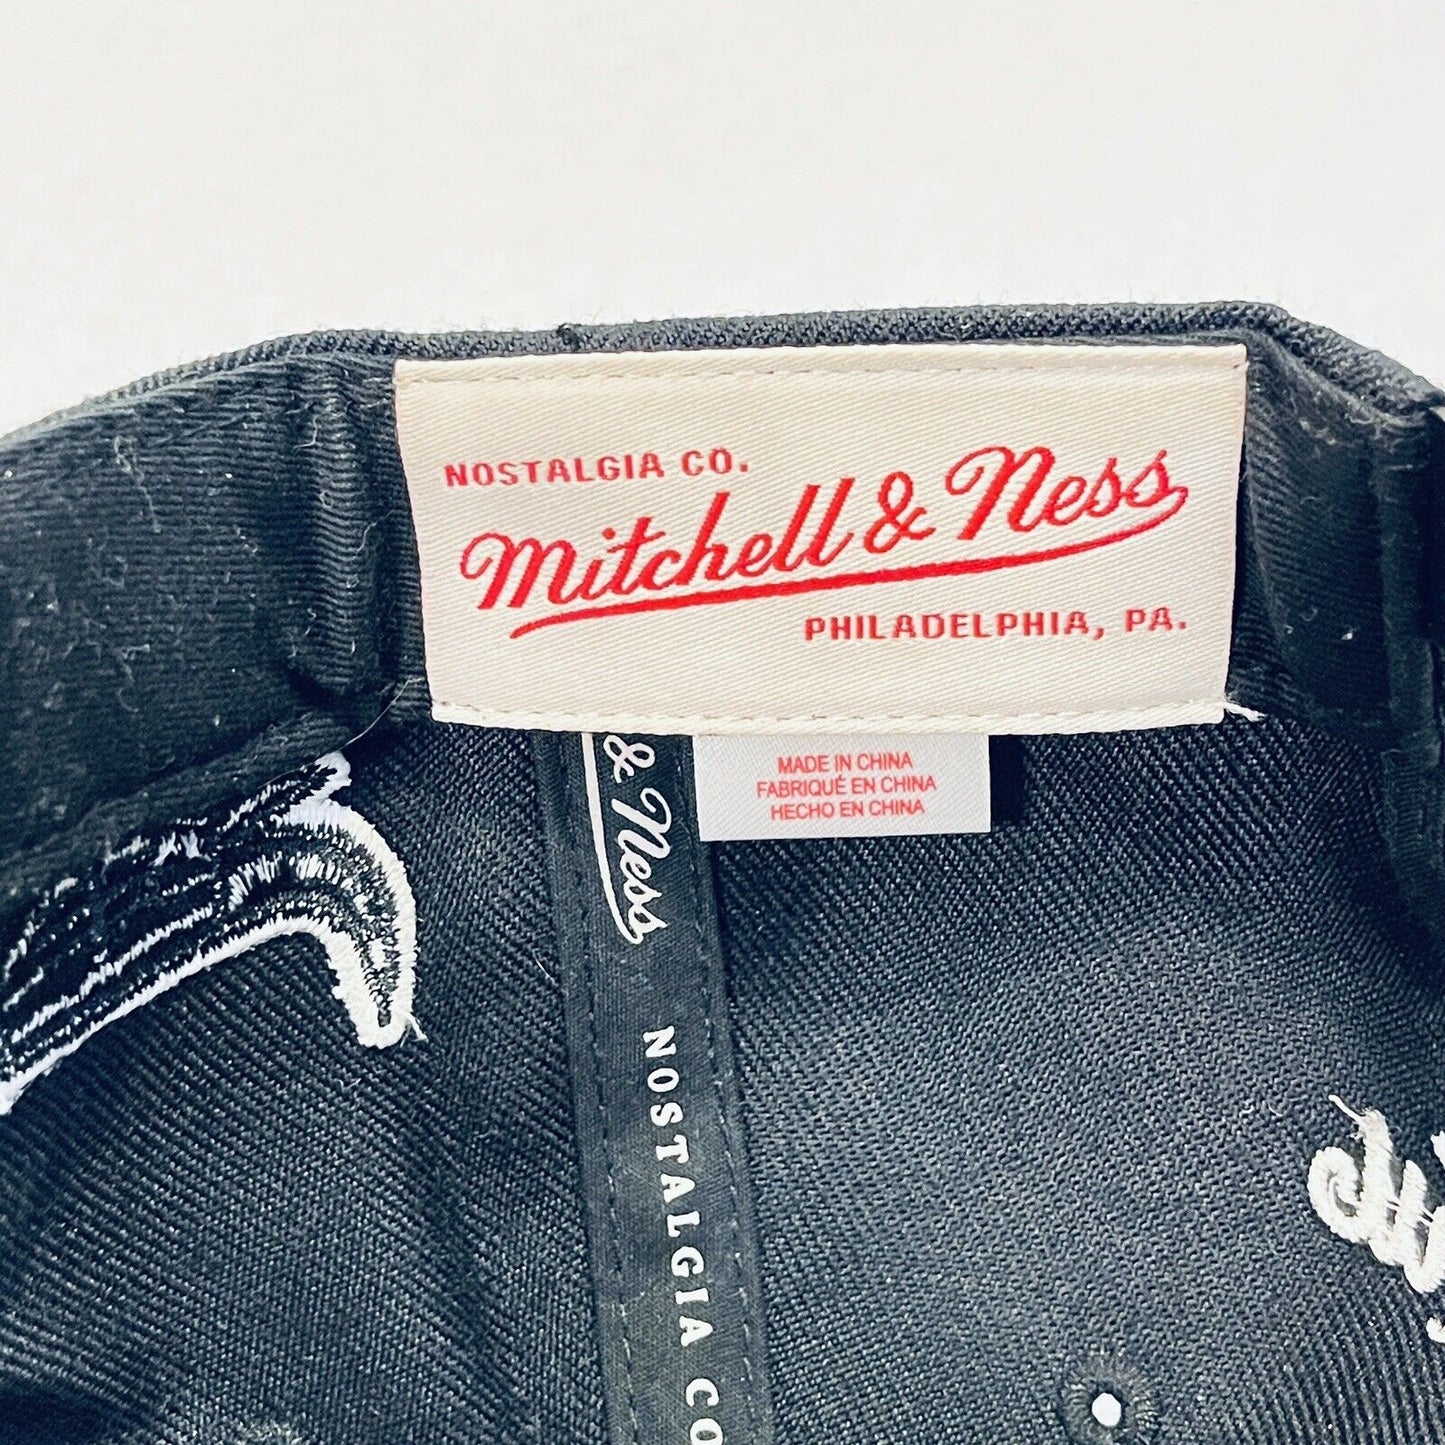 NOSTALGIA CO.
Mitchell & Ness
PHILADELPHIA, PA.
MADE IN CHINA
FABRIQUÉ EN CHINA
HECHO EN CHINA
& Ness
NOSTALGIA CO